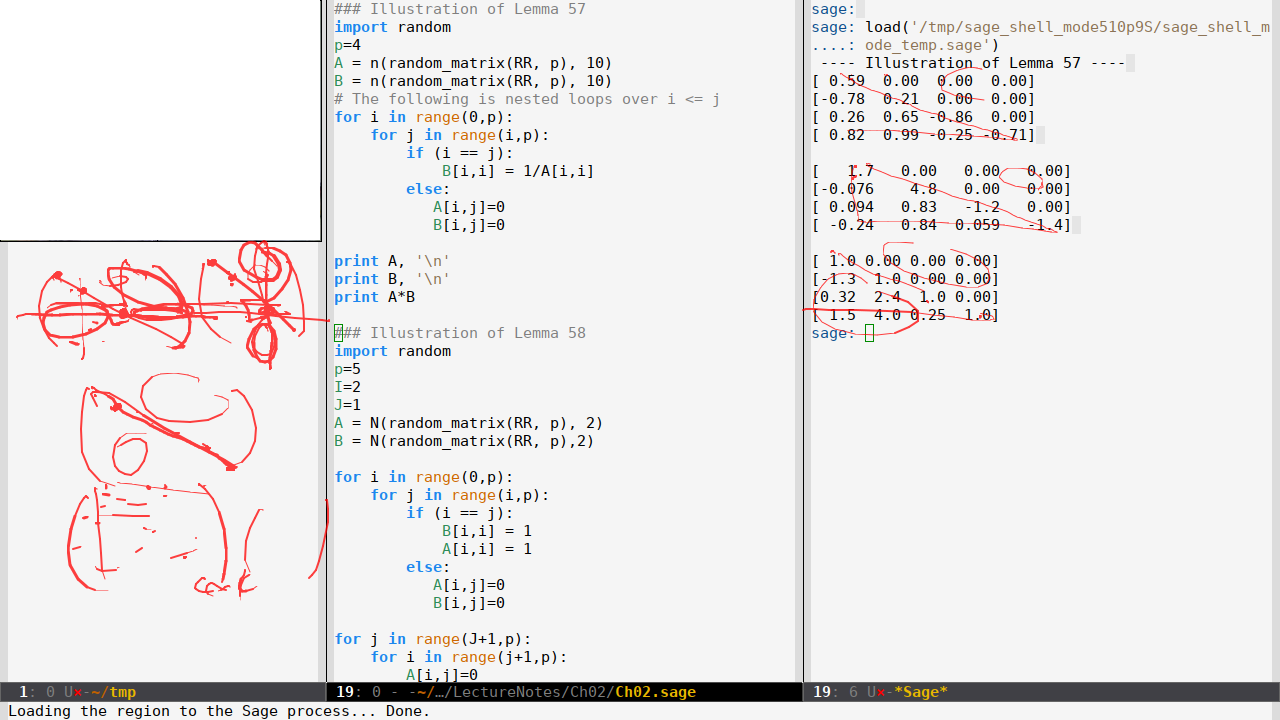 ### Illustration of Lemma 57
import random
p=4
A = n(random_matrix(RR, p), 10)
B = n(random_matrix(RR, p), 10)
# The following is nested loops over i <= j
for i in range(0,p):
    for j in range(i,p):
        if (i == j):
            B[i,i] = 1/A[i,i]
        else:
           A[i,j]=0
           B[i,j]=0

print A, '\n'
print B, '\n'
print A*B

### Illustration of Lemma 58
import random
p=5
I=2
J=1
A = N(random_matrix(RR, p), 2)
B = N(random_matrix(RR, p),2)

for i in range(0,p):
    for j in range(i,p):
        if (i == j):
            B[i,i] = 1
            A[i,i] = 1
        else:
           A[i,j]=0
           B[i,j]=0

for j in range(J+1,p):
    for i in range(j+1,p):
        A[i,j]=0
sage:
sage: load('/tmp/sage_shell_mode510p9S/sage_shell_m
....: ode_temp.sage')
 ---- Illustration of Lemma 57 ----
[ 0.59  0.00  0.00  0.00]
[-0.78  0.21  0.00  0.00]
[ 0.26  0.65 -0.86  0.00]
[ 0.82  0.99 -0.25 -0.71]

[   1.7   0.00   0.00   0.00]
[-0.076    4.8   0.00   0.00]
[ 0.094   0.83   -1.2   0.00]
[ -0.24   0.84  0.059   -1.4]

[ 1.0 0.00 0.00 0.00]
[-1.3  1.0 0.00 0.00]
[0.32  2.4  1.0 0.00]
[ 1.5  4.0 0.25  1.0]
sage:
1: 0 U×-~/tmp
19: 0 - -~/…/LectureNotes/Ch02/Ch02.sage
19: 6 U×-*Sage*
Loading the region to the Sage process... Done.